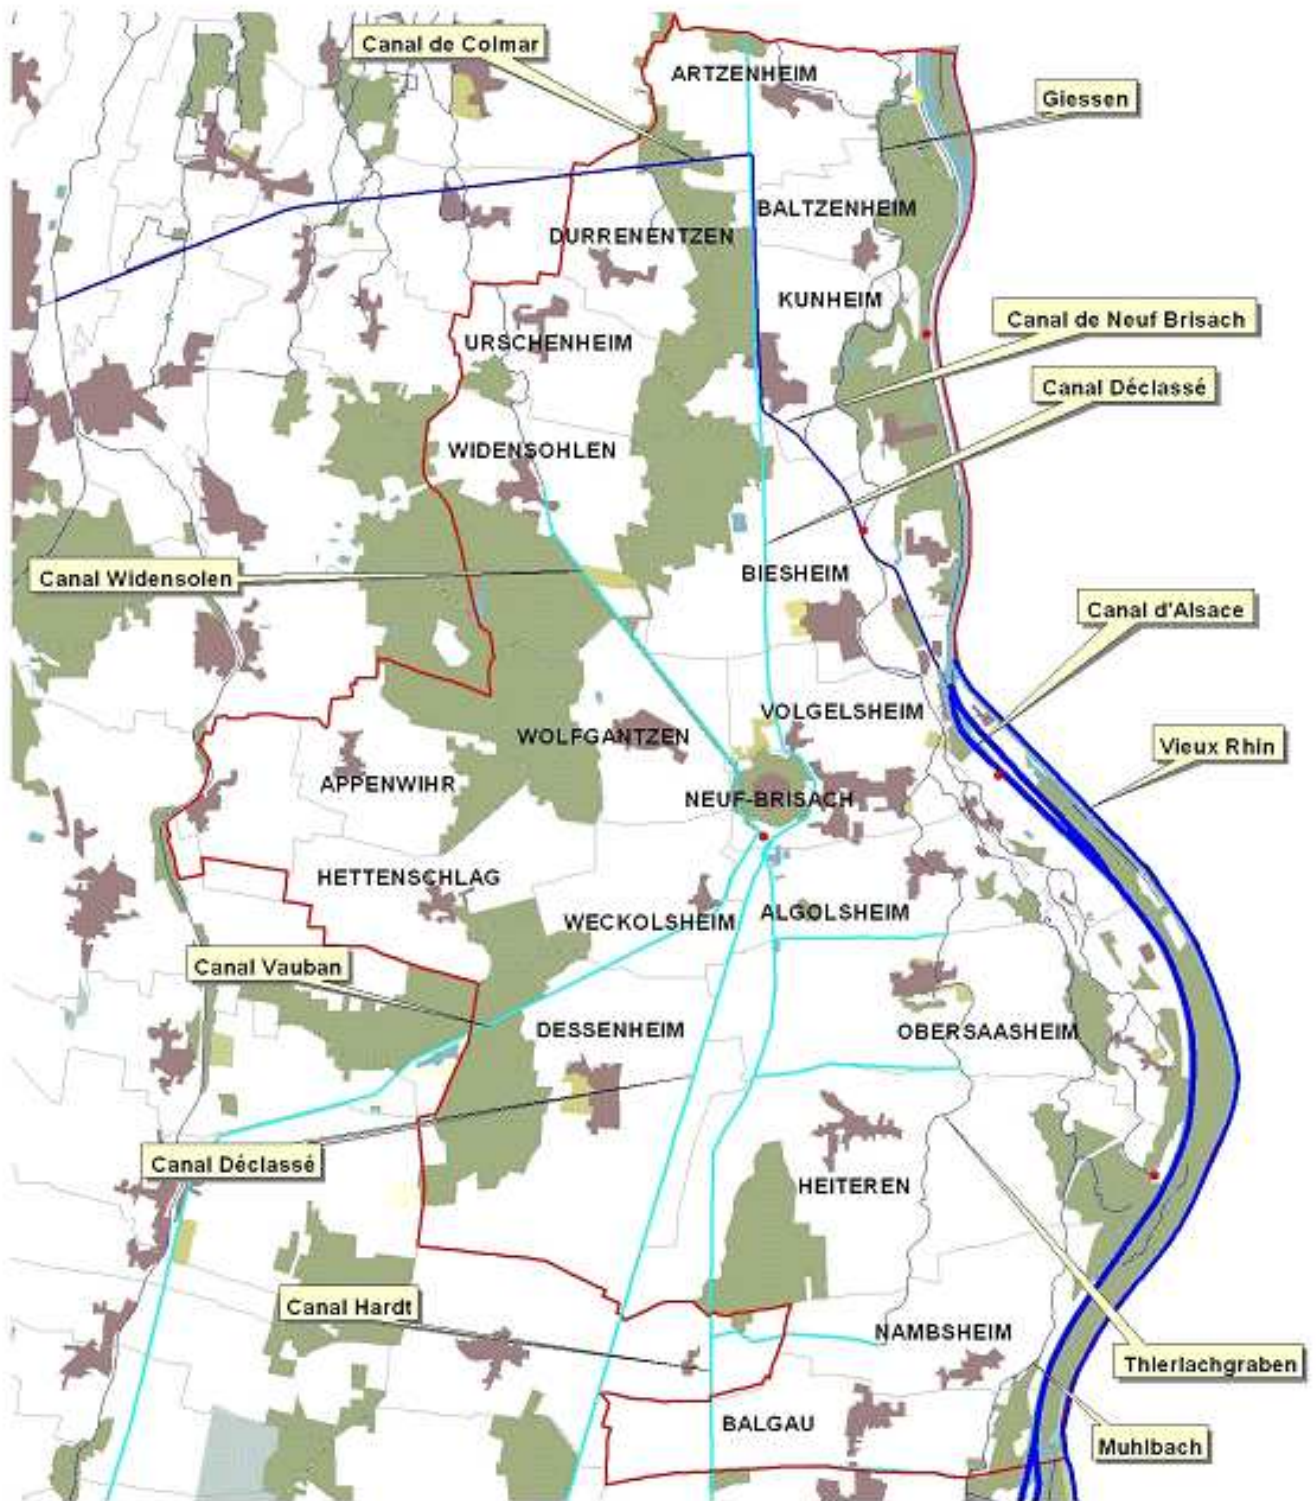 Canal de Colmar
ARTZENHEIM
Giessen
BALTZENHEIM
DURRENENTZEN
KUNHEIM
Canal de Neuf Brisach
URSCHENHEIM
Canal Déclassé
WIDENSOHLEN
Canal Widensolen
BIESHEIM
Canal d'Alsace
VOLGELSHEIM
WOLFGANTZEN
Vieux Rhin
APPENWIHR
NEUF-BRISACH
HETTENSCHLAG
WECKOLSHEIM
ALGOLSHEIM
Canal Vauban
DESSENHEIM
OBERSAASHEIM
Canal Déclassé
HEITEREN
Canal Hardt
NAMBSHEIM
Thierlachgraben
BALGAU
Muhlbach